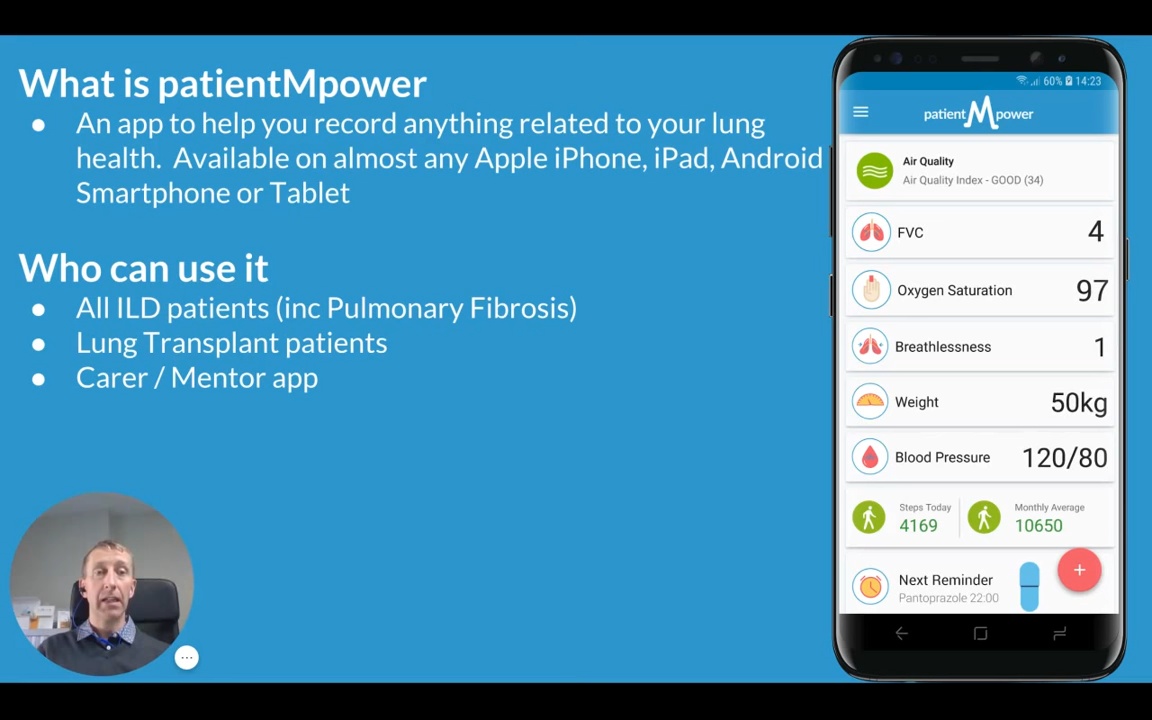 What is patientMpower
● An app to help you record anything related to your lung
health. Available on almost any Apple iPhone, iPad, Android
Smartphone or Tablet
Who can use it
● All ILD patients (inc Pulmonary Fibrosis)
● Lung Transplant patients
● Carer / Mentor app
60% 14:23
patientMpower
Air Quality
Air Quality Index - GOOD (34)
FVC 4
Oxygen Saturation 97
Breathlessness 1
Weight 50kg
Blood Pressure 120/80
Steps Today Monthly Average
4169 10650
Next Reminder
Pantoprazole 22:00